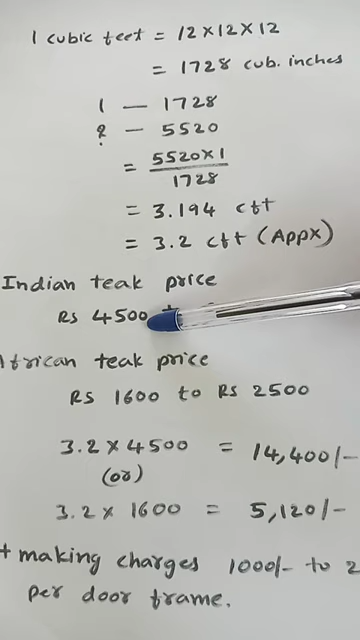 1 cubic feet = 12×12×12
= 1728 cub. inches
1 — 1728
? — 5520
= 5520×1
1728
= 3.194 cft
= 3.2 cft (Appx)
Indian teak price
Rs 4500
African teak price
Rs 1600 to Rs 2500
3.2 × 4500 = 14,400/-
(or)
3.2 × 1600 = 5,120/-
+ making charges 1000/- to 2
per door frame.